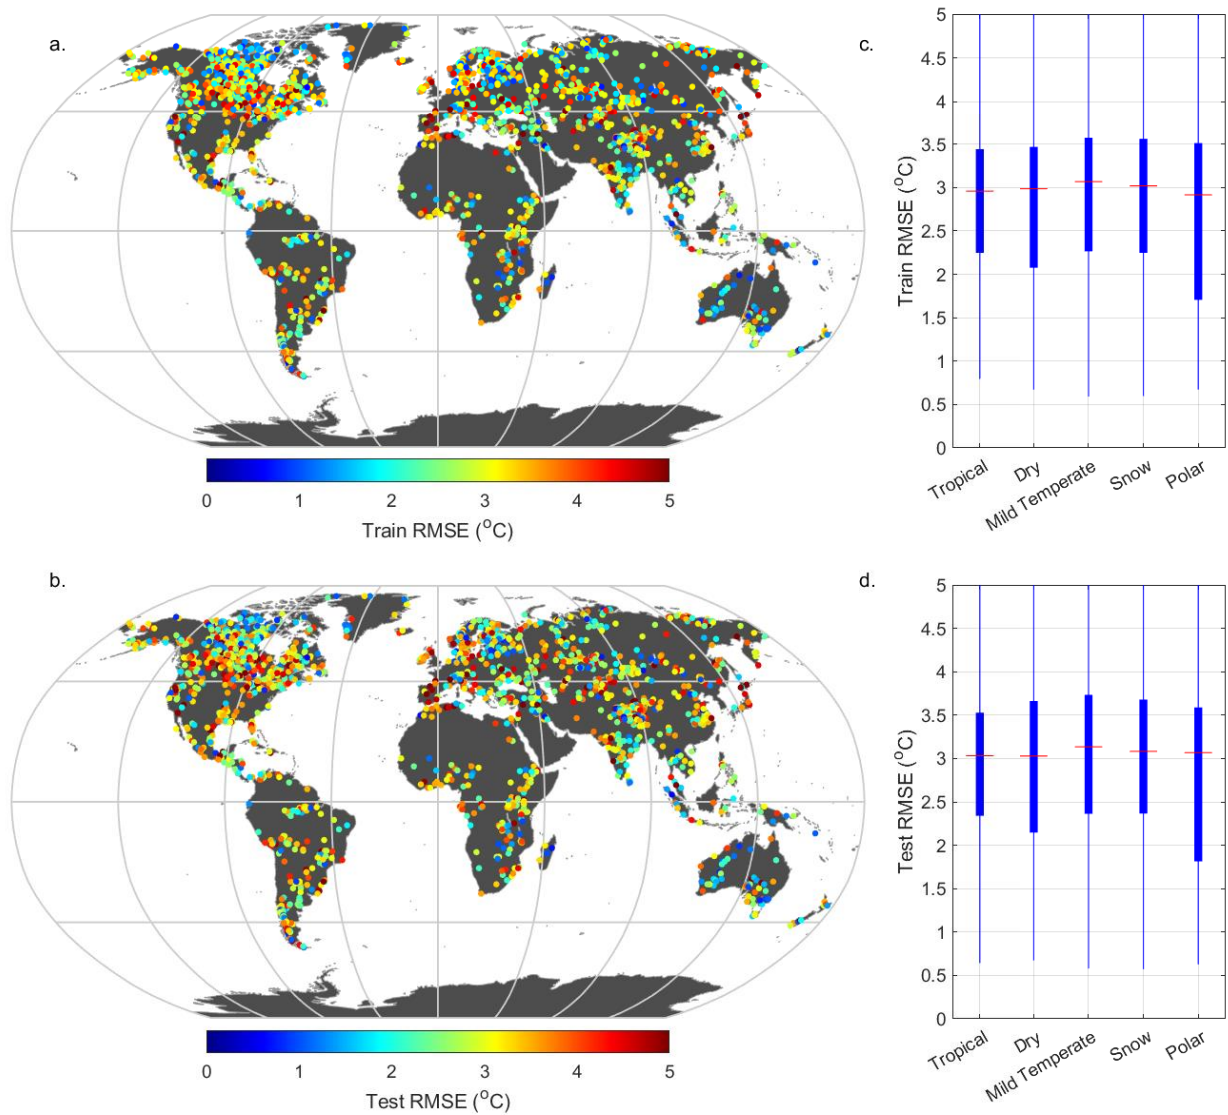 a.
0 1 2 3 4 5
Train RMSE (°C)
c.
Train RMSE (°C)
5
4.5
4
3.5
3
2.5
2
1.5
1
0.5
0
Tropical
Dry
Mild Temperate
Snow
Polar
b.
0 1 2 3 4 5
Test RMSE (°C)
d.
Test RMSE (°C)
5
4.5
4
3.5
3
2.5
2
1.5
1
0.5
0
Tropical
Dry
Mild Temperate
Snow
Polar